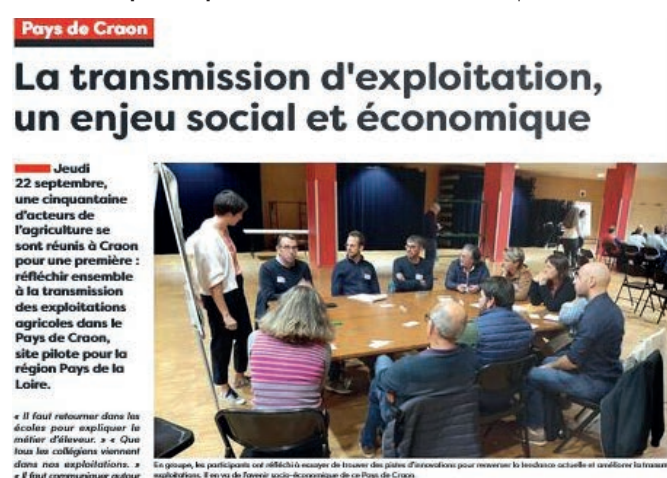 Pays de Craon
La transmission d'exploitation,
un enjeu social et économique
Jeudi
22 septembre,
une cinquantaine
d'acteurs de
l'agriculture se
sont réunis à Craon
pour une première :
réfléchir ensemble
à la transmission
des exploitations
agricoles dans le
Pays de Craon,
site pilote pour la
région Pays de la
Loire.
« Il faut retourner dans les
écoles pour expliquer le
métier d'éleveur. » « Que
tous les collégiens viennent
dans nos exploitations. »
« Il faut communiquer autour
En groupe, les participants ont réfléchi à essayer de trouver des pistes d'innovations pour renverser la tendance actuelle et améliorer la
exploitations. Il en va de l'avenir socio-économique de ce Pays de Craon.